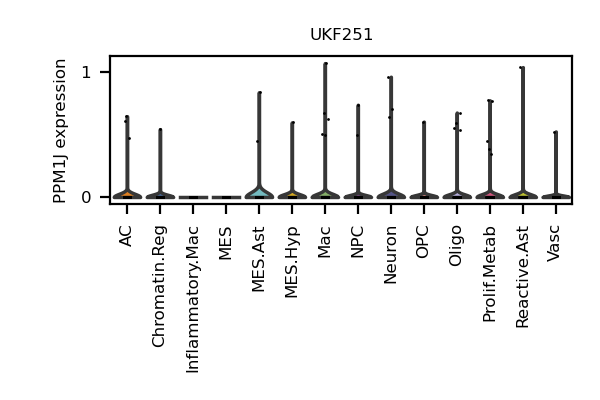 UKF251
PPM1J expression
1
0
AC
Chromatin.Reg
Inflammatory.Mac
MES
MES.Ast
MES.Hyp
Mac
NPC
Neuron
OPC
Oligo
Prolif.Metab
Reactive.Ast
Vasc